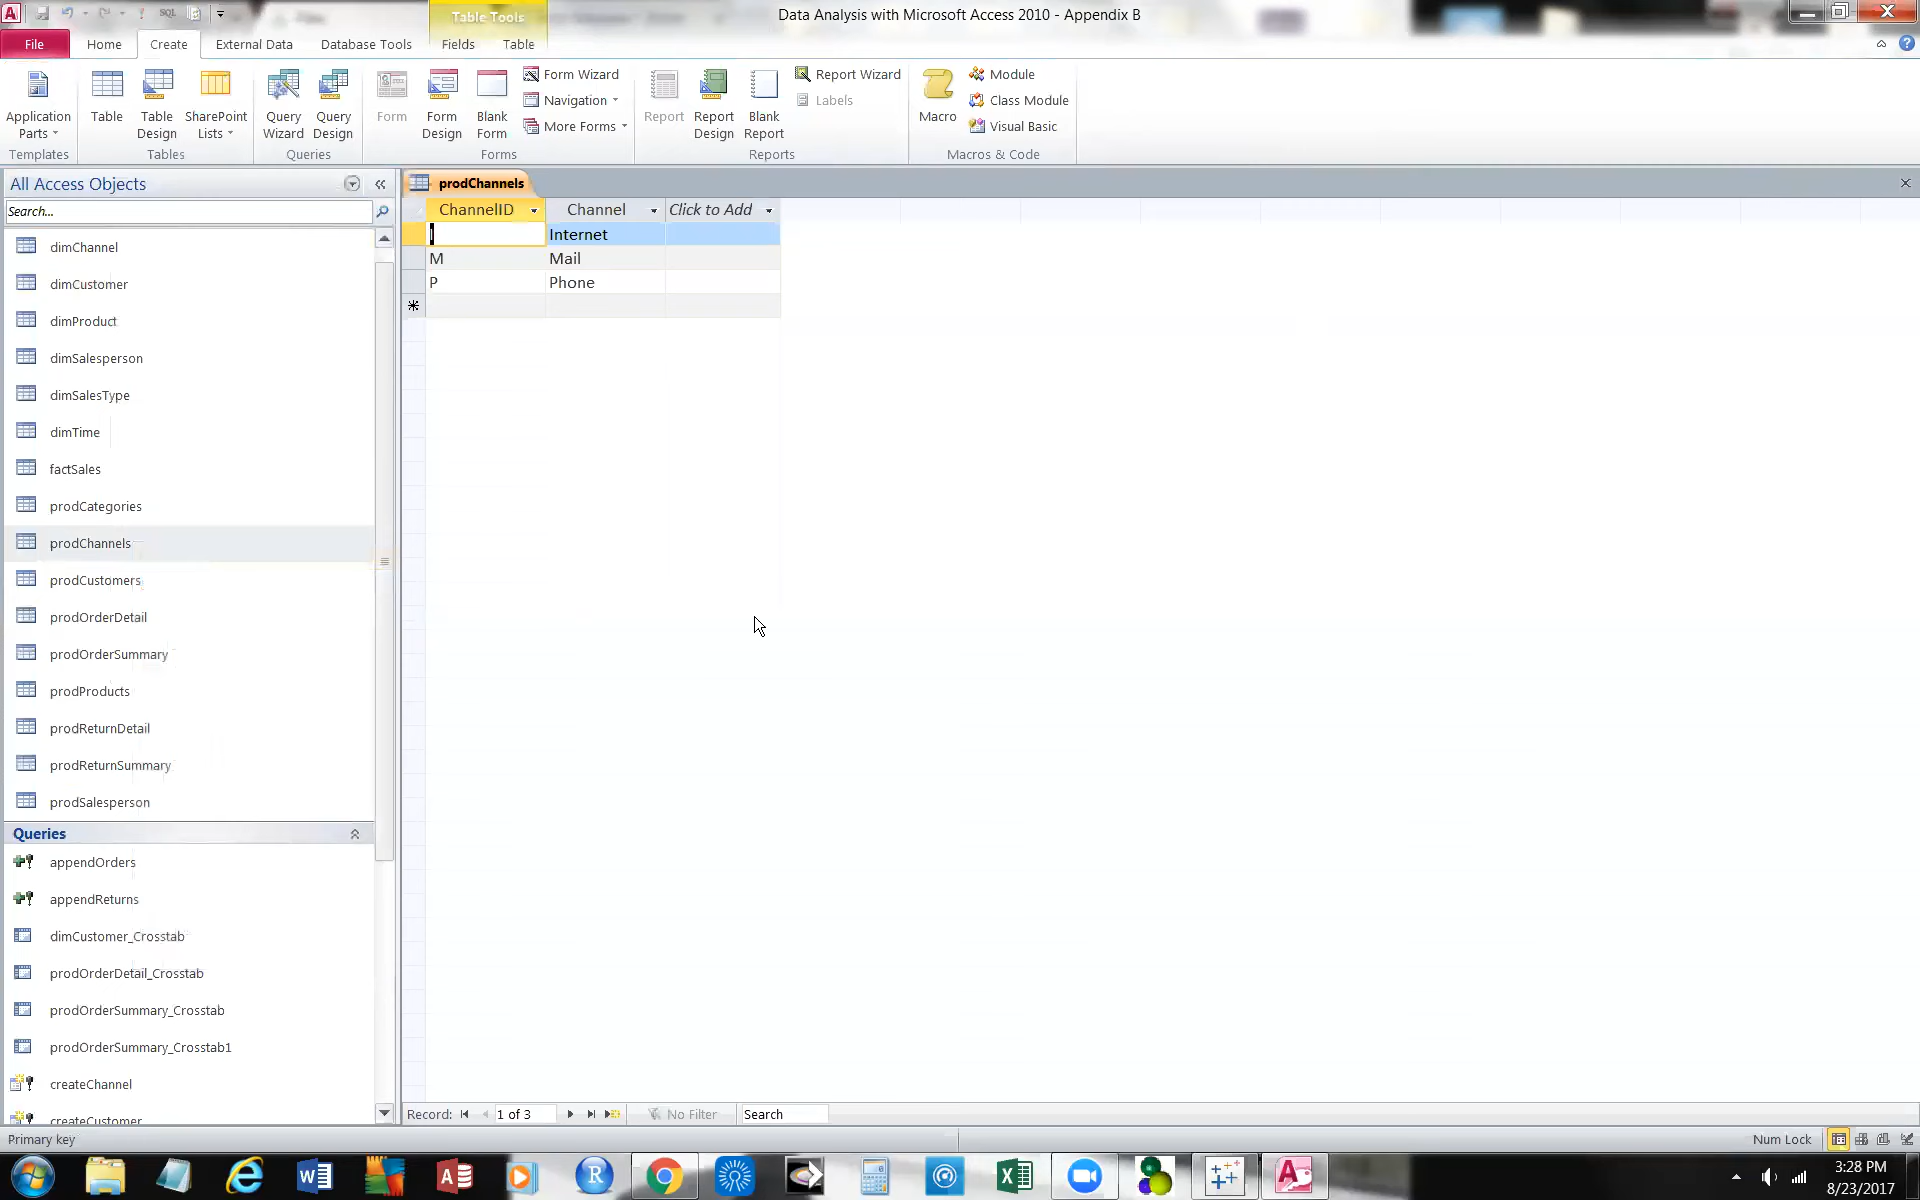 Table Tools
Data Analysis with Microsoft Access 2010 - Appendix B
SQL
File Home Create External Data Database Tools Fields Table
Application Parts
Table
Table Design
SharePoint Lists
Query Wizard
Query Design
Form
Form Design
Blank Form
Form Wizard
Navigation
More Forms
Report
Report Design
Blank Report
Report Wizard
Labels
Macro
Module
Class Module
Visual Basic
Templates Tables Queries Forms Reports Macros & Code
All Access Objects
Search...
dimChannel
dimCustomer
dimProduct
dimSalesperson
dimSalesType
dimTime
factSales
prodCategories
prodChannels
prodCustomers
prodOrderDetail
prodOrderSummary
prodProducts
prodReturnDetail
prodReturnSummary
prodSalesperson
Queries
appendOrders
appendReturns
dimCustomer_Crosstab
prodOrderDetail_Crosstab
prodOrderSummary_Crosstab
prodOrderSummary_Crosstab1
createChannel
createCustomer
prodChannels
ChannelID Channel Click to Add
I Internet
M Mail
P Phone
Record: 1 of 3 No Filter Search
Primary key
Num Lock
3:28 PM
8/23/2017